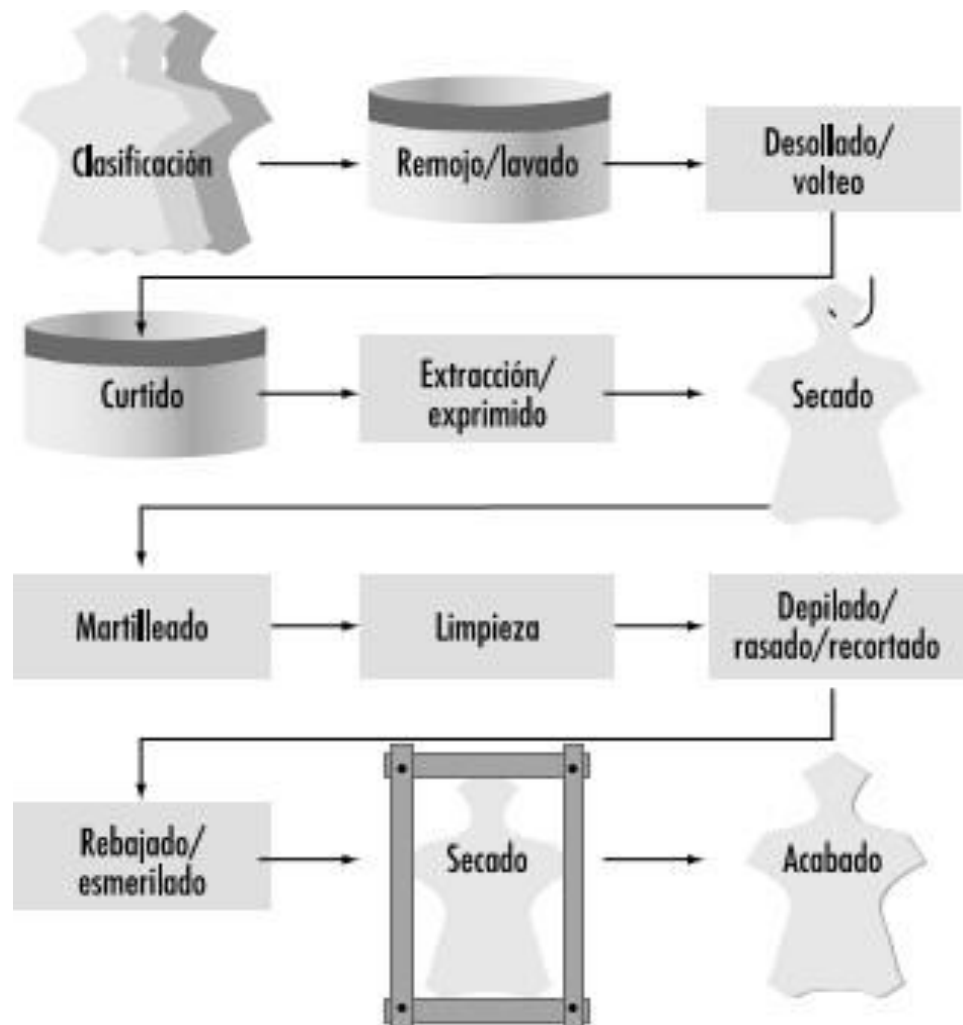 Clasificación
Remojo/lavado
Desollado/
volteo
Curtido
Extracción/
exprimido
Secado
Martilleado
Limpieza
Depilado/
rasado/recortado
Rebajado/
esmerilado
Secado
Acabado